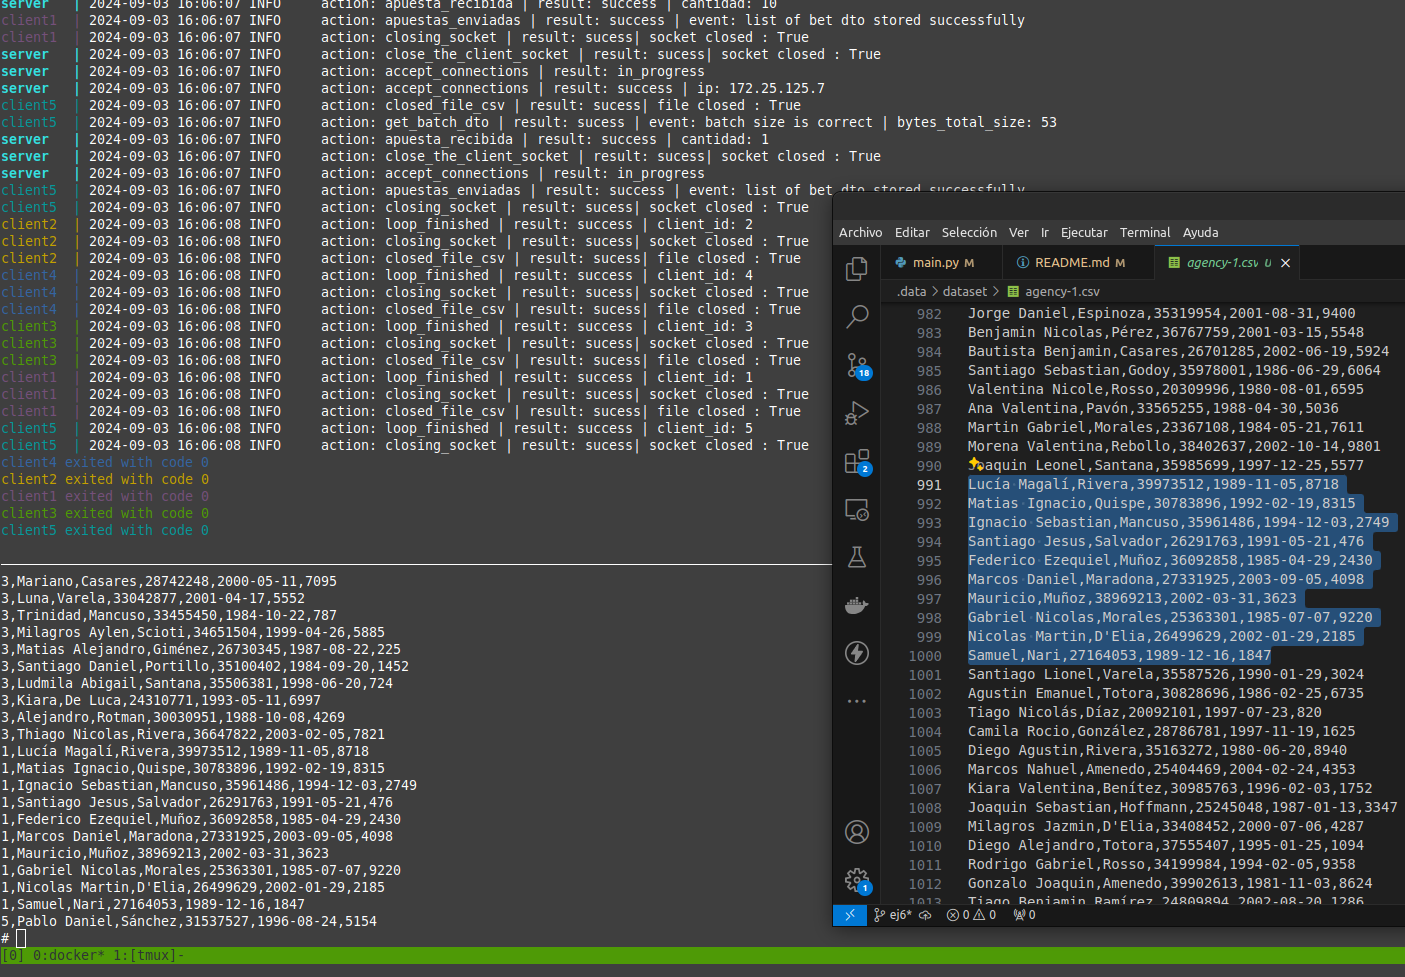 server   | 2024-09-03 16:06:07 INFO     action: apuesta_recibida | result: success | cantidad: 10
client1  | 2024-09-03 16:06:07 INFO     action: apuestas_enviadas | result: success | event: list of bet dto stored successfully
client1  | 2024-09-03 16:06:07 INFO     action: closing_socket | result: sucess| socket closed : True
server   | 2024-09-03 16:06:07 INFO     action: close_the_client_socket | result: sucess| socket closed : True
server   | 2024-09-03 16:06:07 INFO     action: accept_connections | result: in_progress
server   | 2024-09-03 16:06:07 INFO     action: accept_connections | result: success | ip: 172.25.125.7
client5  | 2024-09-03 16:06:07 INFO     action: closed_file_csv | result: sucess| file closed : True
client5  | 2024-09-03 16:06:07 INFO     action: get_batch_dto | result: success | event: batch size is correct | bytes_total_size: 53
server   | 2024-09-03 16:06:07 INFO     action: apuesta_recibida | result: success | cantidad: 1
server   | 2024-09-03 16:06:07 INFO     action: close_the_client_socket | result: sucess| socket closed : True
server   | 2024-09-03 16:06:07 INFO     action: accept_connections | result: in_progress
client5  | 2024-09-03 16:06:07 INFO     action: apuestas_enviadas | result: success | event: list of bet dto stored successfully
client5  | 2024-09-03 16:06:07 INFO     action: closing_socket | result: sucess| socket closed : True
client2  | 2024-09-03 16:06:08 INFO     action: loop_finished | result: success | client_id: 2
client2  | 2024-09-03 16:06:08 INFO     action: closing_socket | result: sucess| socket closed : True
client2  | 2024-09-03 16:06:08 INFO     action: closed_file_csv | result: sucess| file closed : True
client4  | 2024-09-03 16:06:08 INFO     action: loop_finished | result: success | client_id: 4
client4  | 2024-09-03 16:06:08 INFO     action: closing_socket | result: sucess| socket closed : True
client4  | 2024-09-03 16:06:08 INFO     action: closed_file_csv | result: sucess| file closed : True
client3  | 2024-09-03 16:06:08 INFO     action: loop_finished | result: success | client_id: 3
client3  | 2024-09-03 16:06:08 INFO     action: closing_socket | result: sucess| socket closed : True
client3  | 2024-09-03 16:06:08 INFO     action: closed_file_csv | result: sucess| file closed : True
client1  | 2024-09-03 16:06:08 INFO     action: loop_finished | result: success | client_id: 1
client1  | 2024-09-03 16:06:08 INFO     action: closing_socket | result: sucess| socket closed : True
client1  | 2024-09-03 16:06:08 INFO     action: closed_file_csv | result: sucess| file closed : True
client5  | 2024-09-03 16:06:08 INFO     action: loop_finished | result: success | client_id: 5
client5  | 2024-09-03 16:06:08 INFO     action: closing_socket | result: sucess| socket closed : True
client4 exited with code 0
client2 exited with code 0
client1 exited with code 0
client3 exited with code 0
client5 exited with code 0
3,Mariano,Casares,28742248,2000-05-11,7095
3,Luna,Varela,33042877,2001-04-17,5552
3,Trinidad,Mancuso,33455450,1984-10-22,787
3,Milagros Aylen,Scioti,34651504,1999-04-26,5885
3,Matias Alejandro,Giménez,26730345,1987-08-22,225
3,Santiago Daniel,Portillo,35100402,1984-09-20,1452
3,Ludmila Abigail,Santana,35506381,1998-06-20,724
3,Kiara,De Luca,24310771,1993-05-11,6997
3,Alejandro,Rotman,30030951,1988-10-08,4269
3,Thiago Nicolas,Rivera,36647822,2003-02-05,7821
1,Lucía Magalí,Rivera,39973512,1989-11-05,8718
1,Matias Ignacio,Quispe,30783896,1992-02-19,8315
1,Ignacio Sebastian,Mancuso,35961486,1994-12-03,2749
1,Santiago Jesus,Salvador,26291763,1991-05-21,476
1,Federico Ezequiel,Muñoz,36092858,1985-04-29,2430
1,Marcos Daniel,Maradona,27331925,2003-09-05,4098
1,Mauricio,Muñoz,38969213,2002-03-31,3623
1,Gabriel Nicolas,Morales,25363301,1985-07-07,9220
1,Nicolas Martin,D'Elia,26499629,2002-01-29,2185
1,Samuel,Nari,27164053,1989-12-16,1847
5,Pablo Daniel,Sánchez,31537527,1996-08-24,5154
#
[0] 0:docker* 1:[tmux]-
Archivo Editar Selección Ver Ir Ejecutar Terminal Ayuda
main.py M README.md M agency-1.csv U
.data > dataset > agency-1.csv
982 Jorge Daniel,Espinoza,35319954,2001-08-31,9400
983 Benjamin Nicolas,Pérez,36767759,2001-03-15,5548
984 Bautista Benjamin,Casares,26701285,2002-06-19,5924
985 Santiago Sebastian,Godoy,35978001,1986-06-29,6064
986 Valentina Nicole,Rosso,20309996,1980-08-01,6595
987 Ana Valentina,Pavón,33565255,1988-04-30,5036
988 Martin Gabriel,Morales,23367108,1984-05-21,7611
989 Morena Valentina,Rebollo,38402637,2002-10-14,9801
990 Joaquin Leonel,Santana,35985699,1997-12-25,5577
991 Lucía Magalí,Rivera,39973512,1989-11-05,8718
992 Matias Ignacio,Quispe,30783896,1992-02-19,8315
993 Ignacio Sebastian,Mancuso,35961486,1994-12-03,2749
994 Santiago Jesus,Salvador,26291763,1991-05-21,476
995 Federico Ezequiel,Muñoz,36092858,1985-04-29,2430
996 Marcos Daniel,Maradona,27331925,2003-09-05,4098
997 Mauricio,Muñoz,38969213,2002-03-31,3623
998 Gabriel Nicolas,Morales,25363301,1985-07-07,9220
999 Nicolas Martin,D'Elia,26499629,2002-01-29,2185
1000 Samuel,Nari,27164053,1989-12-16,1847
1001 Santiago Lionel,Varela,35587526,1990-01-29,3024
1002 Agustin Emanuel,Totora,30828696,1986-02-25,6735
1003 Tiago Nicolás,Díaz,20092101,1997-07-23,820
1004 Camila Rocio,González,28786781,1997-11-19,1625
1005 Diego Agustin,Rivera,35163272,1980-06-20,8940
1006 Marcos Nahuel,Amenedo,25404469,2004-02-24,4353
1007 Kiara Valentina,Benítez,30985763,1996-02-03,1752
1008 Joaquin Sebastian,Hoffmann,25245048,1987-01-13,3347
1009 Milagros Jazmin,D'Elia,33408452,2000-07-06,4287
1010 Diego Alejandro,Totora,37555407,1995-01-25,1094
1011 Rodrigo Gabriel,Rosso,34199984,1994-02-05,9358
1012 Gonzalo Joaquin,Amenedo,39902613,1981-11-03,8624
1013 Tiago Benjamin,Ramírez,24809894,2002-08-20,1286
18
2
1
ej6* 0 0 0